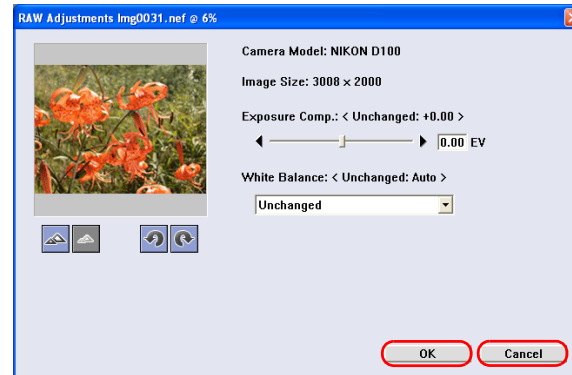 RAW Adjustments Img0031.nef @ 6%
Camera Model: NIKON D100
Image Size: 3008 × 2000
Exposure Comp.: < Unchanged: +0.00 >
0.00 EV
White Balance: < Unchanged: Auto >
Unchanged
OK Cancel